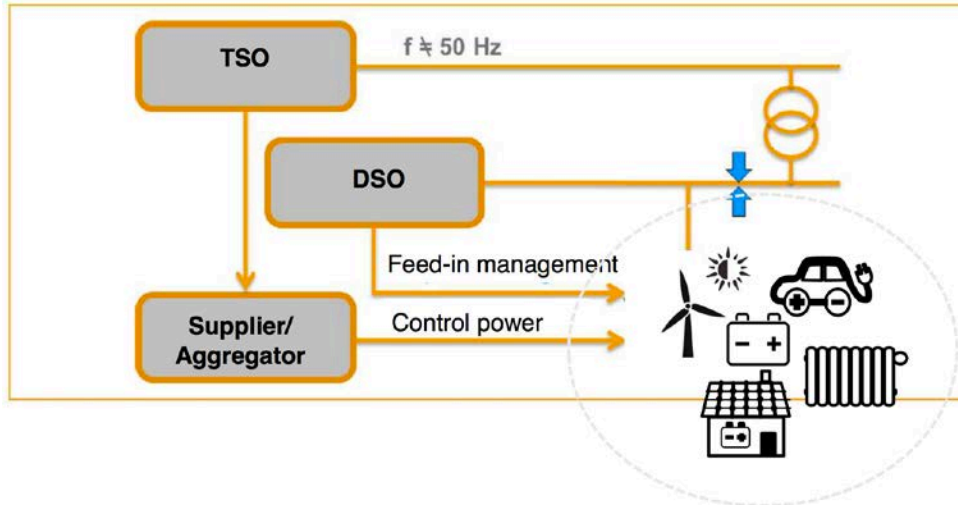 TSO
f ≒ 50 Hz
DSO
Feed-in management
Supplier/
Aggregator
Control power